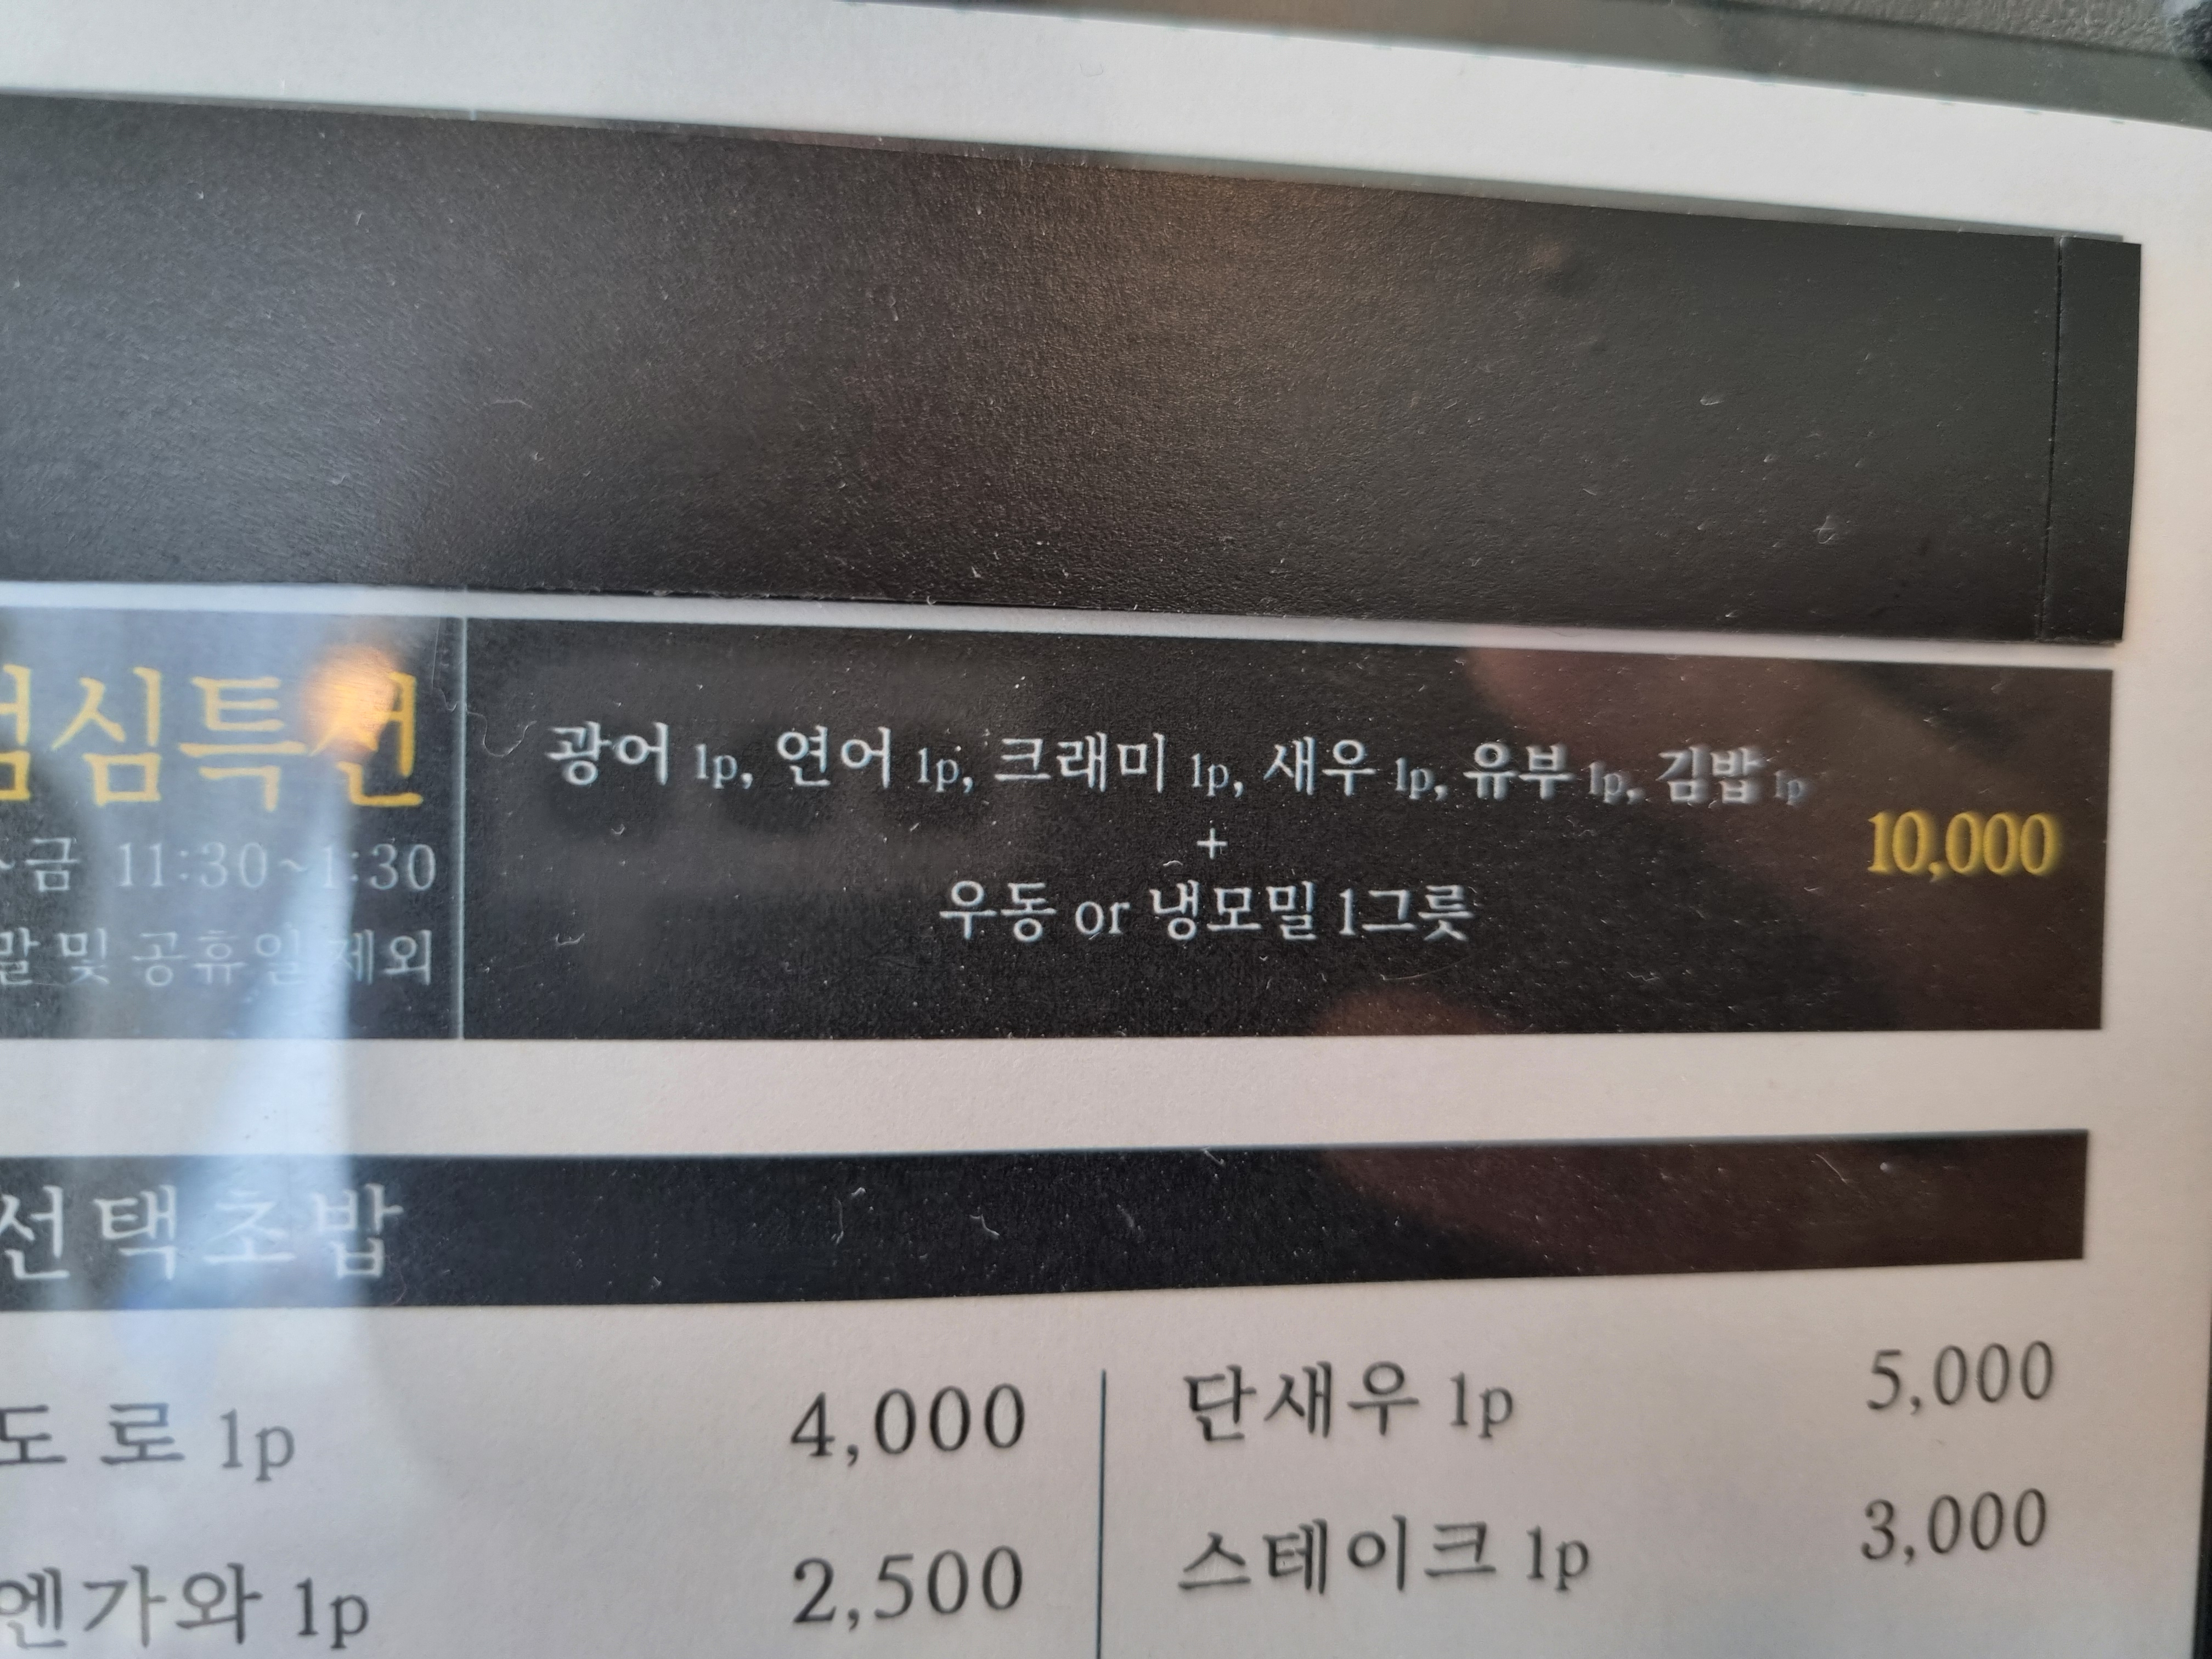 점심특선
~금 11:30~1:30
말 및 공휴일 제외
광어 1p, 연어 1p, 크래미 1p, 새우 1p, 유부 1p, 김밥 1p
+
우동 or 냉모밀 1그릇
10,000
선택초밥
도로 1p 4,000
엔가와 1p 2,500
단새우 1p 5,000
스테이크 1p 3,000